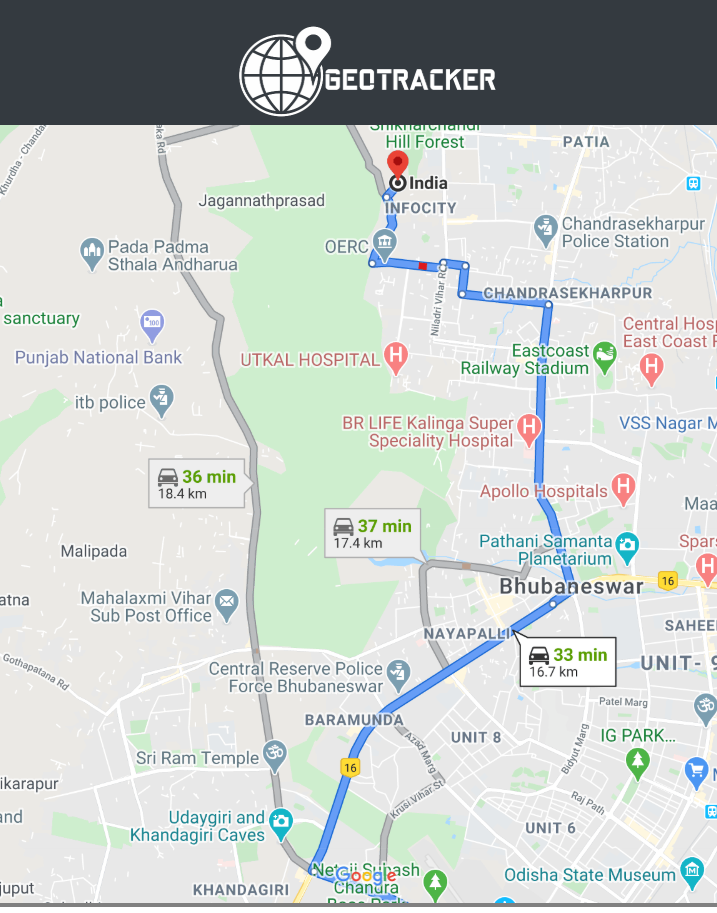 GEOTRACKER
Shikharchandi
Hill Forest
PATIA
India
Jagannathprasad
INFOCITY
Chandrasekharpur
Police Station
OERC
Pada Padma
Sthala Andharua
Niladri Vihar Rd
CHANDRASEKHARPUR
sanctuary
Punjab National Bank
UTKAL HOSPITAL
Eastcoast
Railway Stadium
Central Hosp
East Coast R
itb police
BR LIFE Kalinga Super
Speciality Hospital
VSS Nagar M
36 min
18.4 km
Apollo Hospitals
Maa
37 min
17.4 km
Malipada
Pathani Samanta
Planetarium
Spars
Bhubaneswar
16
Mahalaxmi Vihar
Sub Post Office
atna
NAYAPALLI
SAHEE
33 min
16.7 km
UNIT- 9
Gothapatana Rd
Central Reserve Police
Force Bhubaneswar
Patel Marg
BARAMUNDA
UNIT 8
IG PARK...
Bidyut Marg
Sri Ram Temple
Azad Marg
16
ikarapur
Krusi Vihar St
Raj Path
and
Udaygiri and
Khandagiri Caves
UNIT 6
Netaji Subash
Chandra
Bose Park
Google
Odisha State Museum
juput
KHANDAGIRI